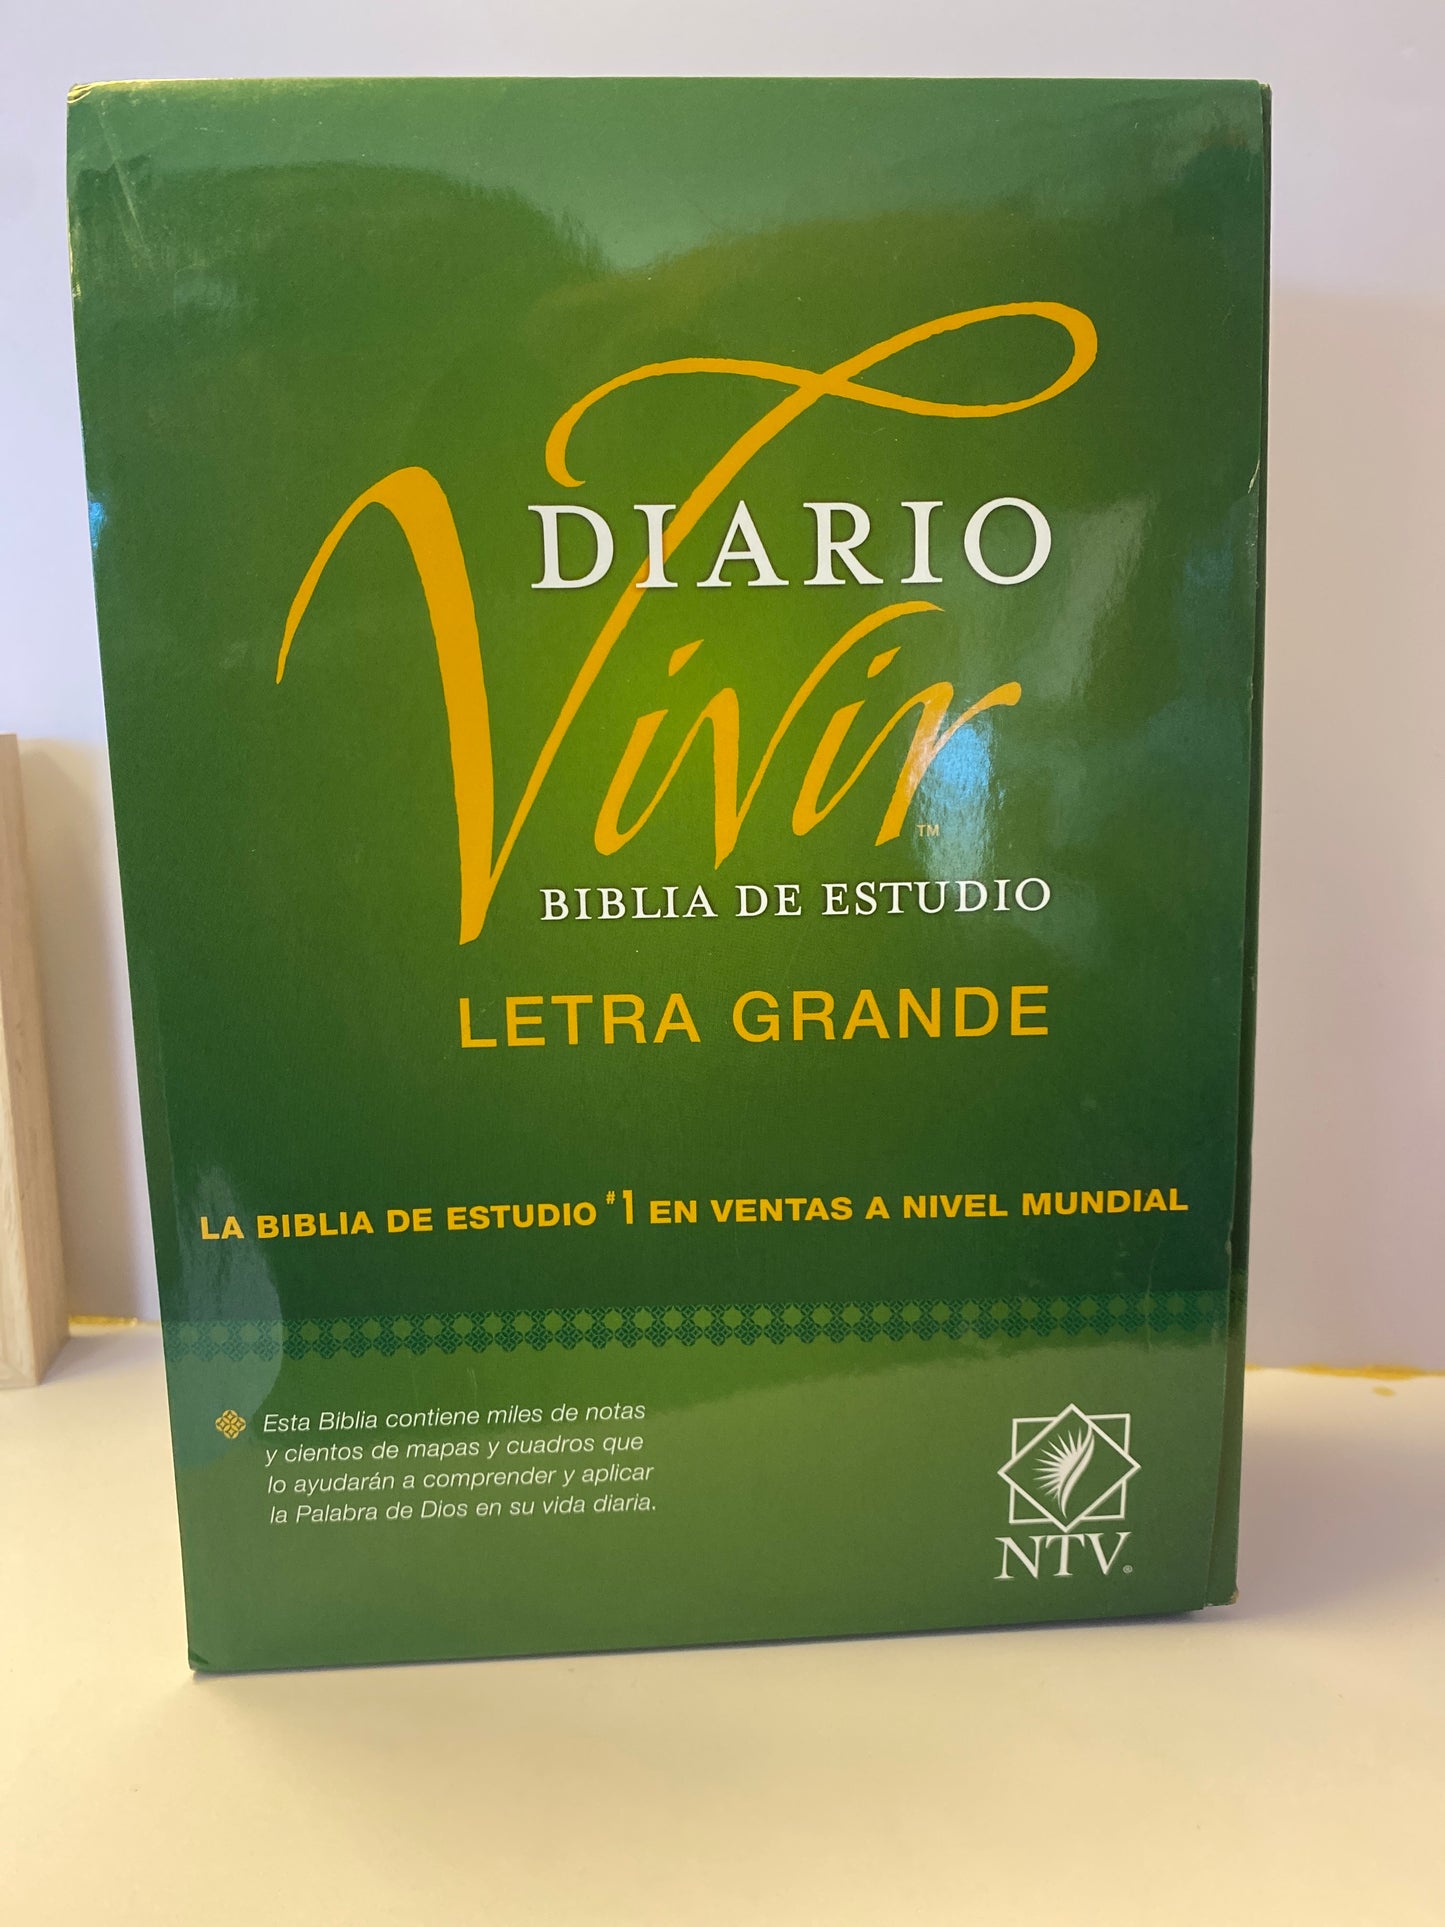 DIARIO
Vivir™
BIBLIA DE ESTUDIO
LETRA GRANDE
LA BIBLIA DE ESTUDIO #1 EN VENTAS A NIVEL MUNDIAL
Esta Biblia contiene miles de notas
y cientos de mapas y cuadros que
lo ayudarán a comprender y aplicar
la Palabra de Dios en su vida diaria.
NTV®